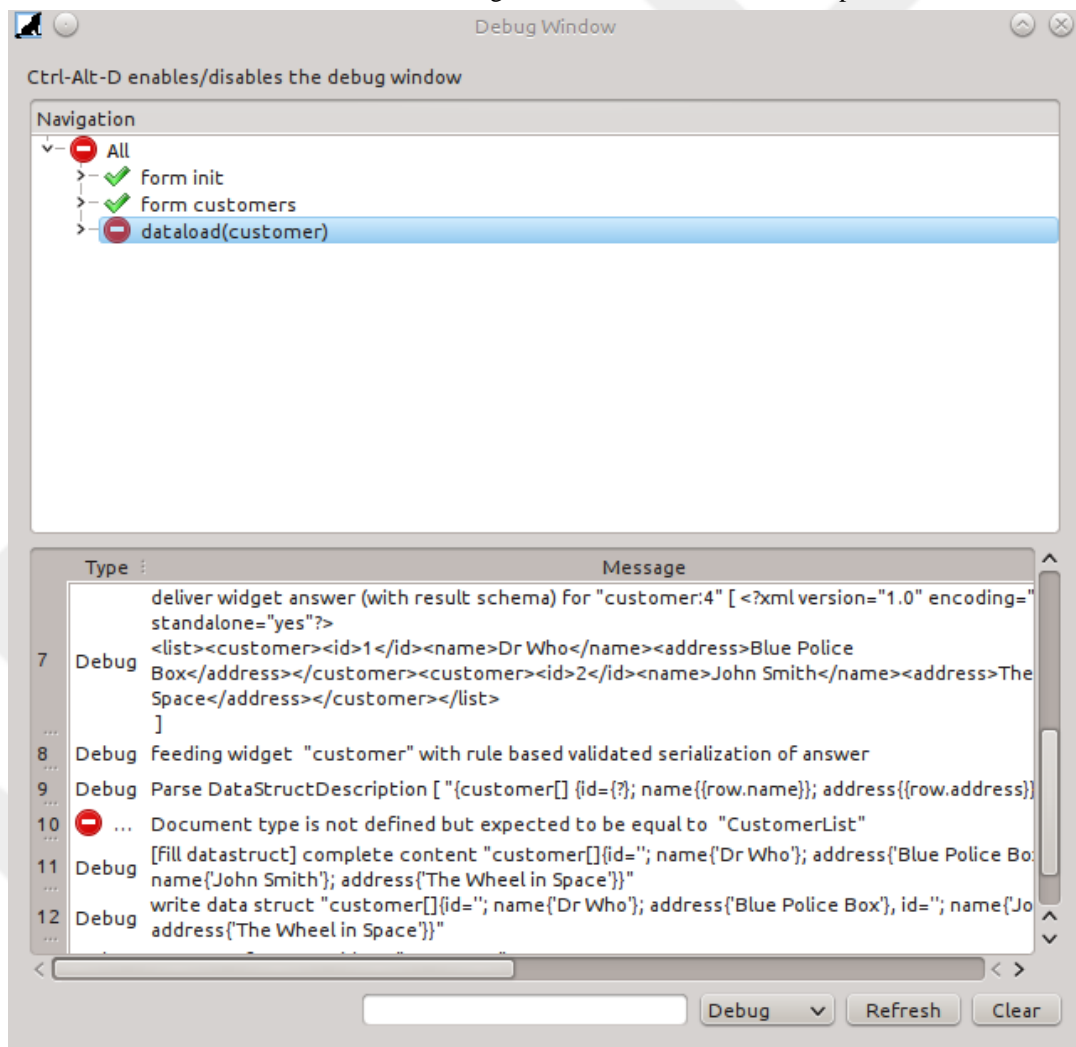 Debug Window
Ctrl-Alt-D enables/disables the debug window
Navigation
All
form init
form customers
dataload(customer)
Type Message
deliver widget answer (with result schema) for "customer:4" [ <?xml version="1.0" encoding="
standalone="yes"?>
7 Debug <list><customer><id>1</id><name>Dr Who</name><address>Blue Police
Box</address></customer><customer><id>2</id><name>John Smith</name><address>The
Space</address></customer></list>
]
8 Debug feeding widget "customer" with rule based validated serialization of answer
9 Debug Parse DataStructDescription [ "{customer[] {id={?}; name{{row.name}}; address{{row.address}}
10 ... Document type is not defined but expected to be equal to "CustomerList"
11 Debug [fill datastruct] complete content "customer[]{id=''; name{'Dr Who'}; address{'Blue Police Bo
name{'John Smith'}; address{'The Wheel in Space'}}"
12 Debug write data struct "customer[]{id=''; name{'Dr Who'}; address{'Blue Police Box'}, id=''; name{'Jo
address{'The Wheel in Space'}}"
Debug Refresh Clear